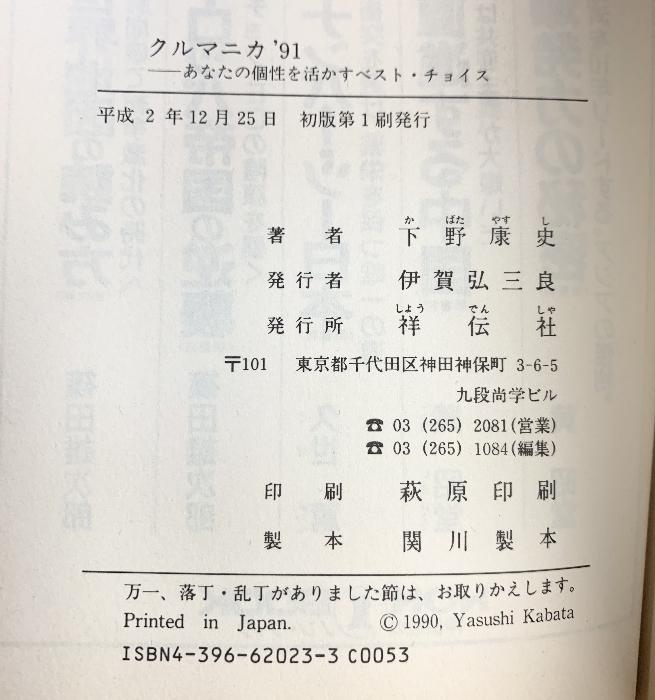 クルマニカ'91
──あなたの個性を活かすベスト・チョイス
平成 2 年 12 月 25 日 初版第 1 刷発行
か ばた やす し
著者 下野康史
発行者 伊賀弘三良
しょう でん しゃ
発行所 祥伝社
〒101 東京都千代田区神田神保町 3-6-5
九段尚学ビル
☎ 03 (265) 2081(営業)
☎ 03 (265) 1084(編集)
印刷 萩原印刷
製本 関川製本
万一、落丁・乱丁がありました節は、お取りかえします。
Printed in Japan. © 1990, Yasushi Kabata
ISBN4-396-62023-3 C0053